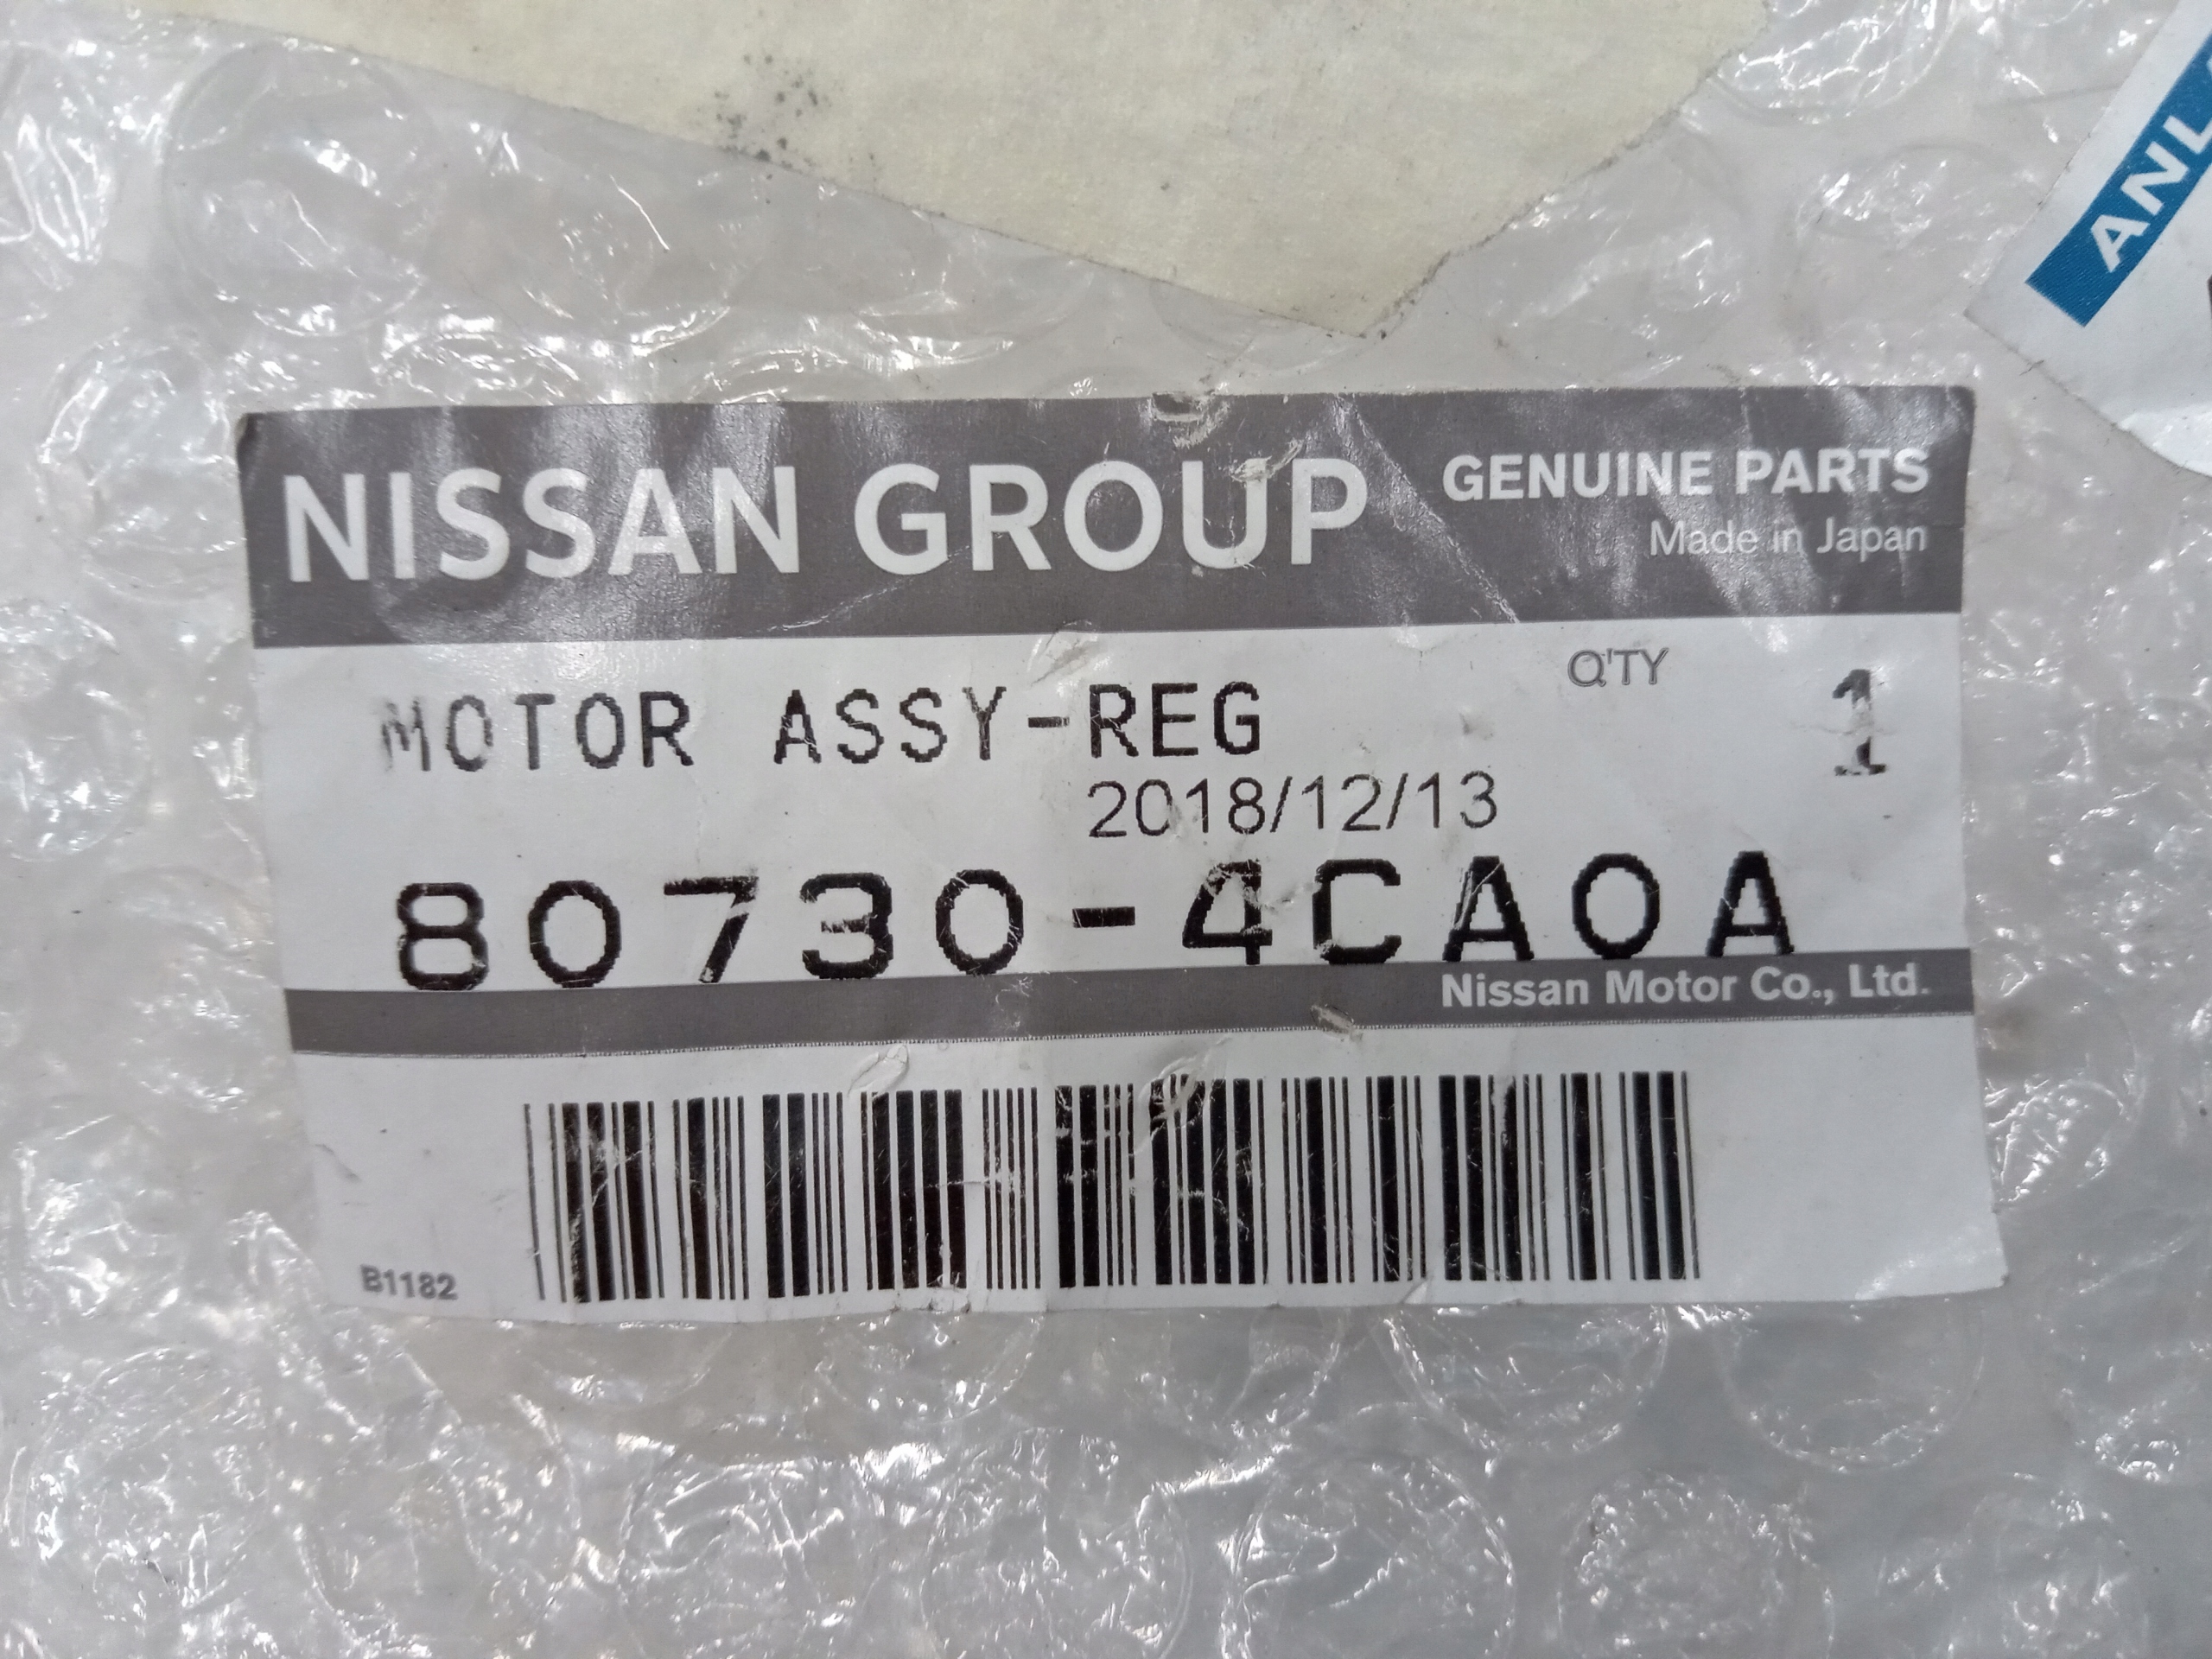 NISSAN GROUP
GENUINE PARTS
Made in Japan
Q'TY
1
MOTOR ASSY-REG
2018/12/13
80730-4CA0A
Nissan Motor Co., Ltd.
B1182